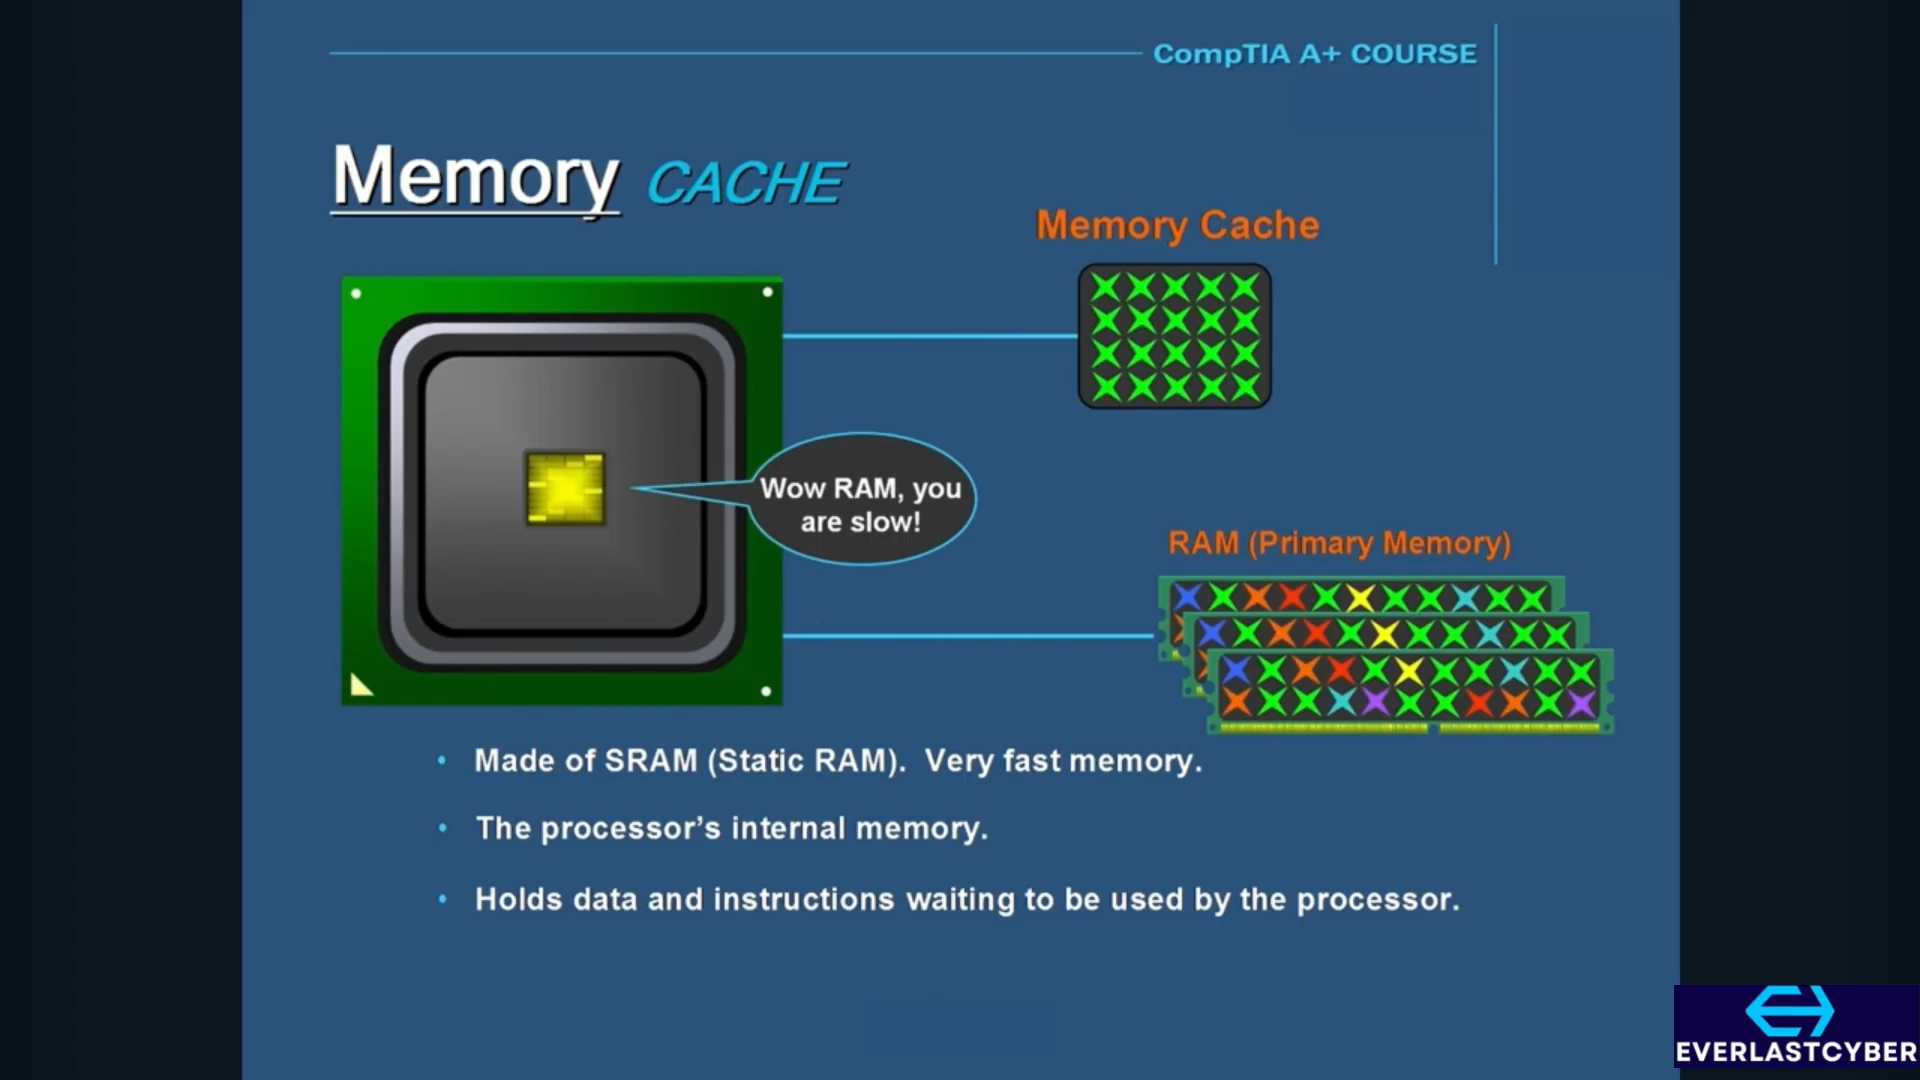 CompTIA A+ COURSE
Memory CACHE
Memory Cache
Wow RAM, you
are slow!
RAM (Primary Memory)
• Made of SRAM (Static RAM).  Very fast memory.
• The processor’s internal memory.
• Holds data and instructions waiting to be used by the processor.
EVERLASTCYBER